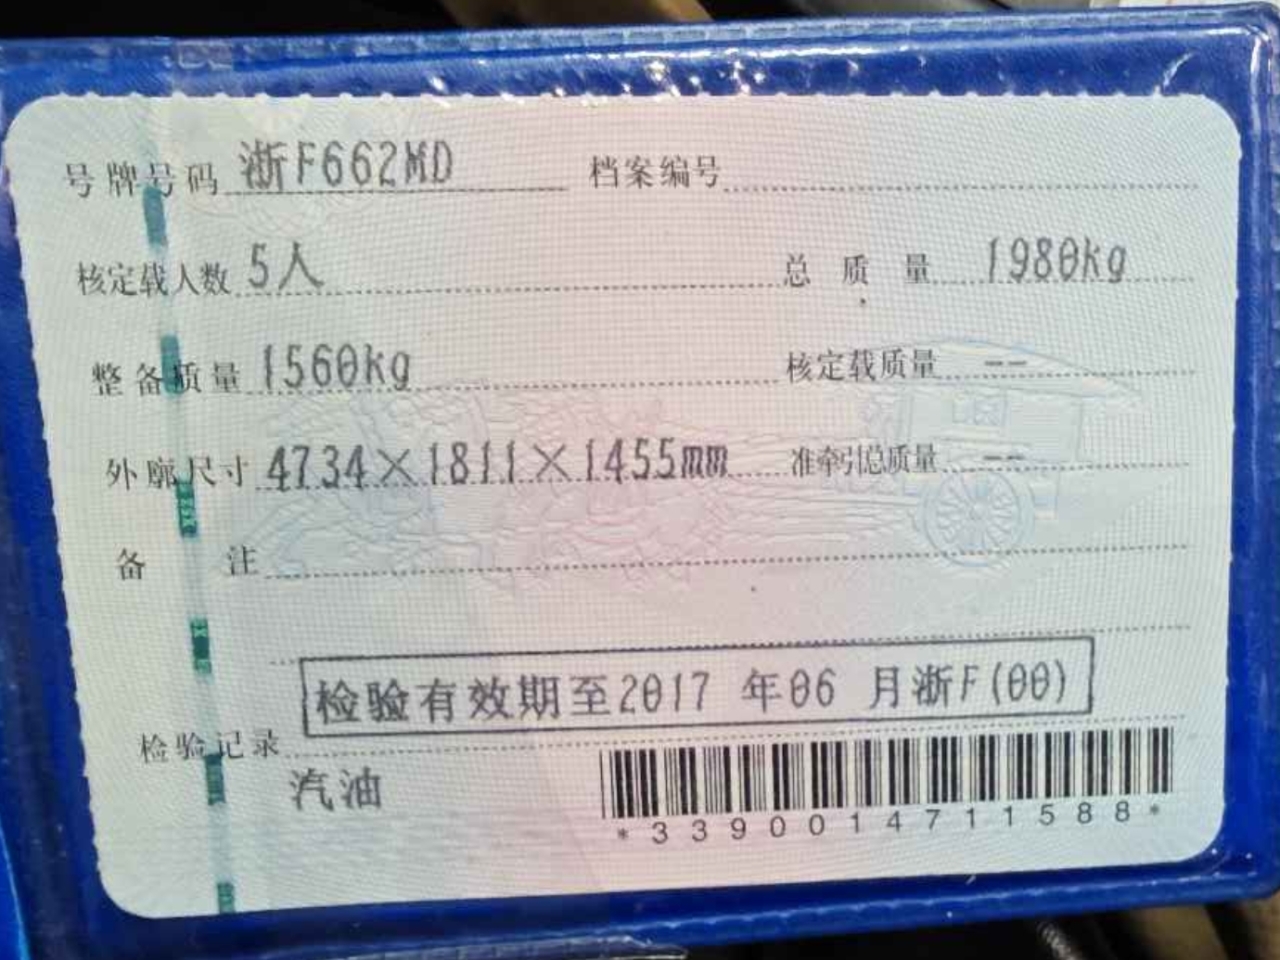 号牌号码 浙F662MD 档案编号
核定载人数 5人 总质量 1980kg
整备质量 1560kg 核定载质量 --
外廓尺寸 4734×1811×1455mm 准牵引总质量 --
备注
检验有效期至2017 年06 月浙F(00)
检验记录
汽油
*3390014711588*